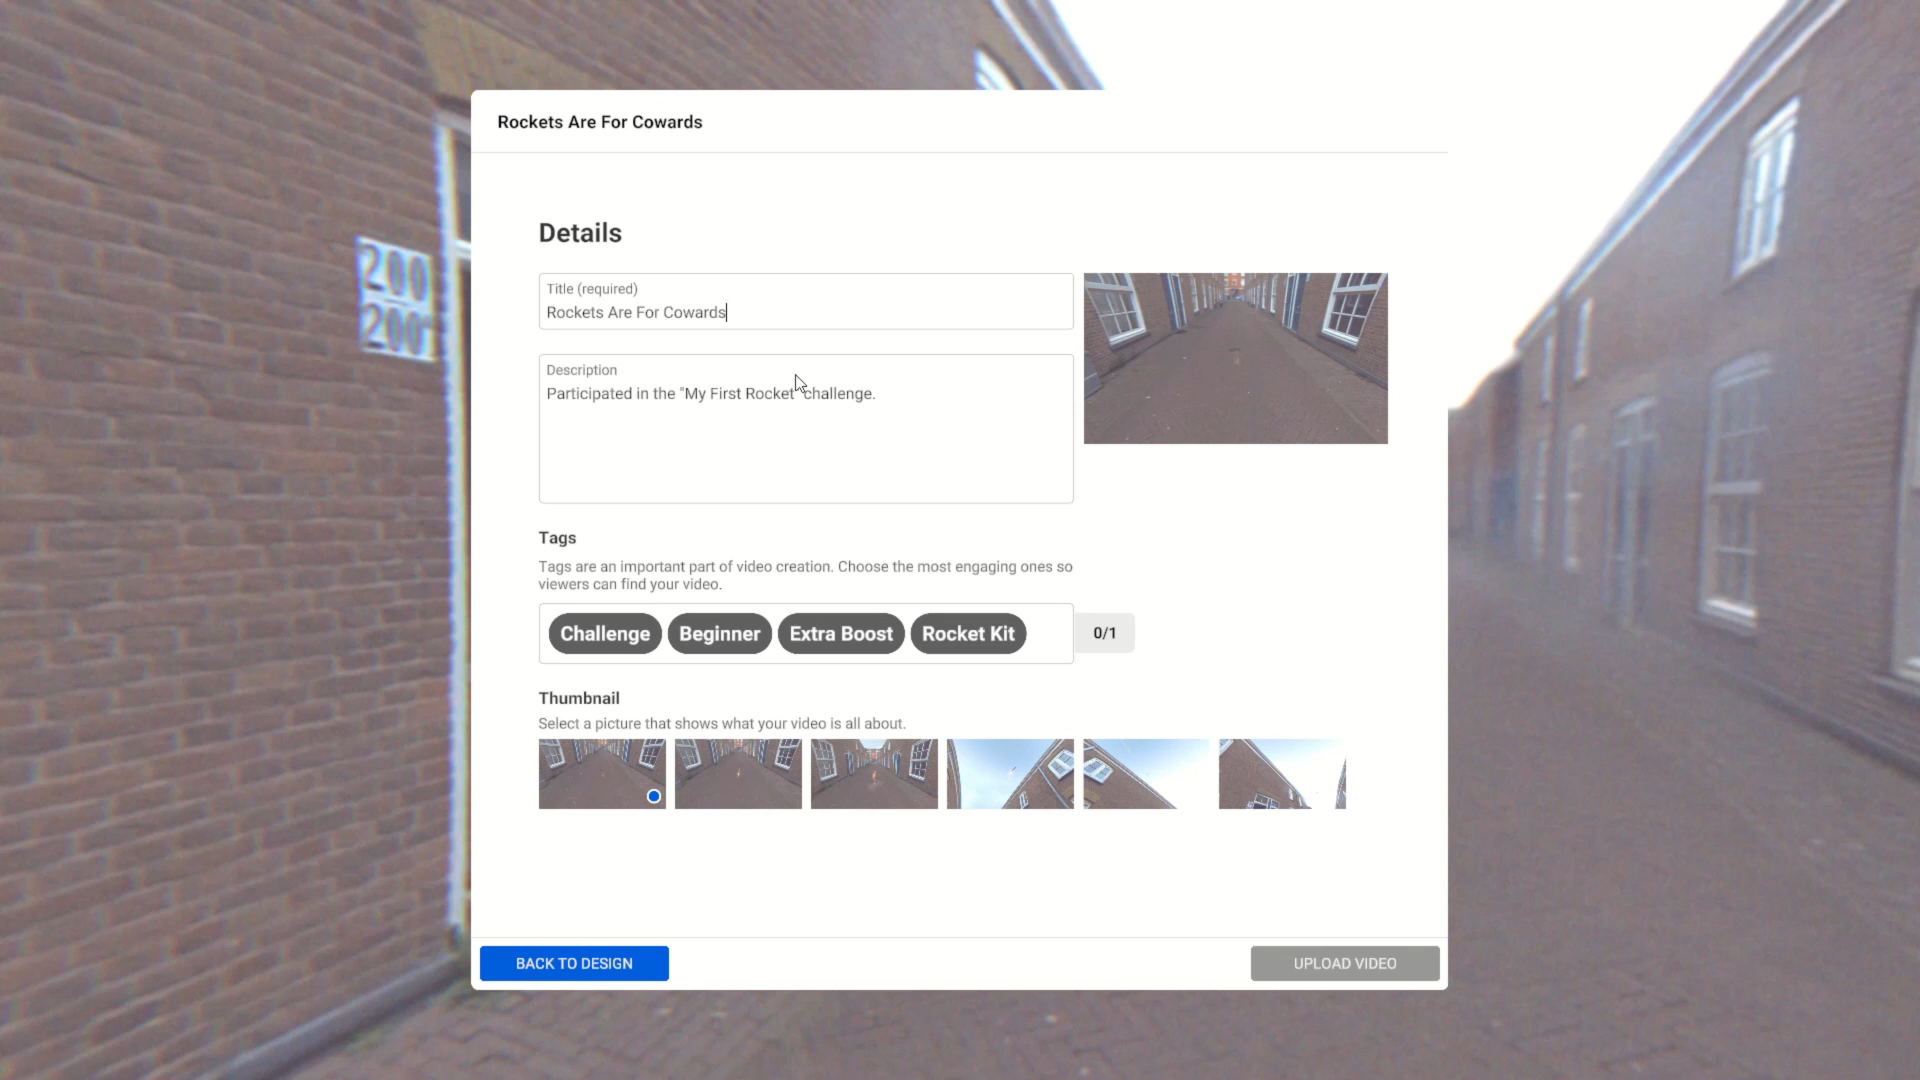 200
200
Rockets Are For Cowards
Details
Title (required)
Rockets Are For Cowards
Description
Participated in the "My First Rocket" challenge.
Tags
Tags are an important part of video creation. Choose the most engaging ones so
viewers can find your video.
Challenge Beginner Extra Boost Rocket Kit 0/1
Thumbnail
Select a picture that shows what your video is all about.
BACK TO DESIGN UPLOAD VIDEO